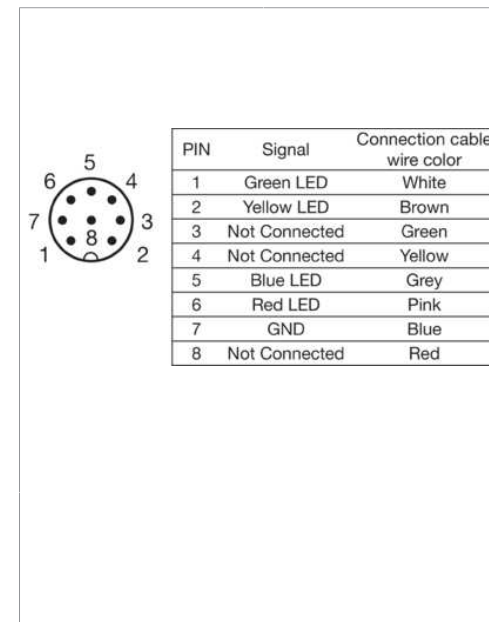 5
6 4
7 3
8
1 2
PIN Signal Connection cable
wire color
1 Green LED White
2 Yellow LED Brown
3 Not Connected Green
4 Not Connected Yellow
5 Blue LED Grey
6 Red LED Pink
7 GND Blue
8 Not Connected Red